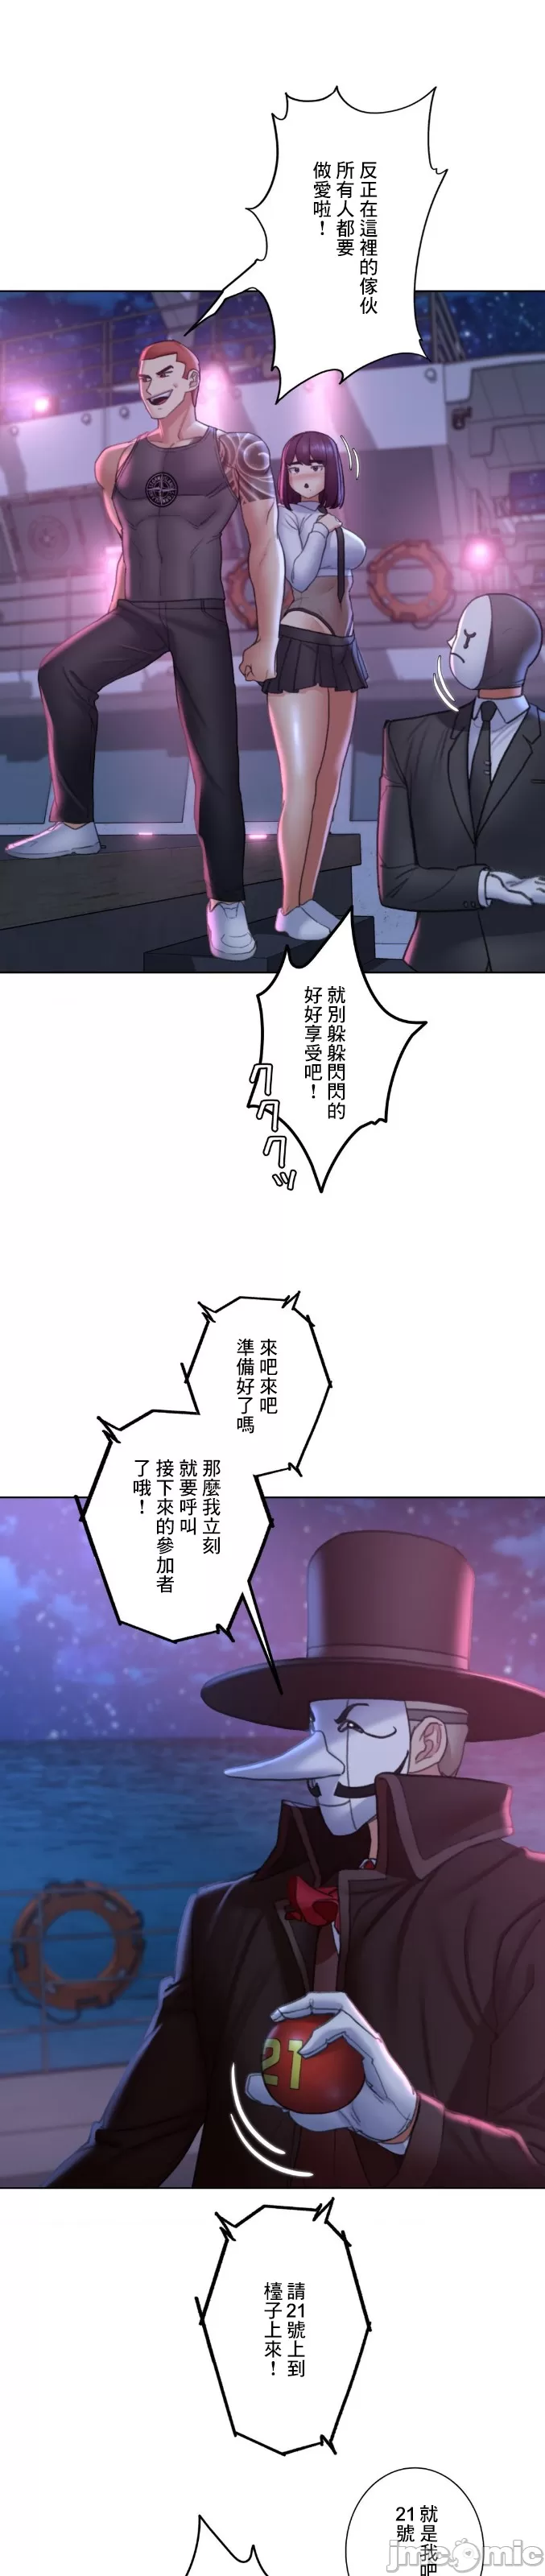 反正在這裡的傢伙
所有人都要
做愛啦！
就別躲躲閃閃的
好好享受吧！
クククッ
來吧來吧
準備好了嗎
那麼我立刻
就要呼叫
接下來的參加者
了哦！
21
請21號上到
檯子上來！
就是我吧
21號
jmcomic